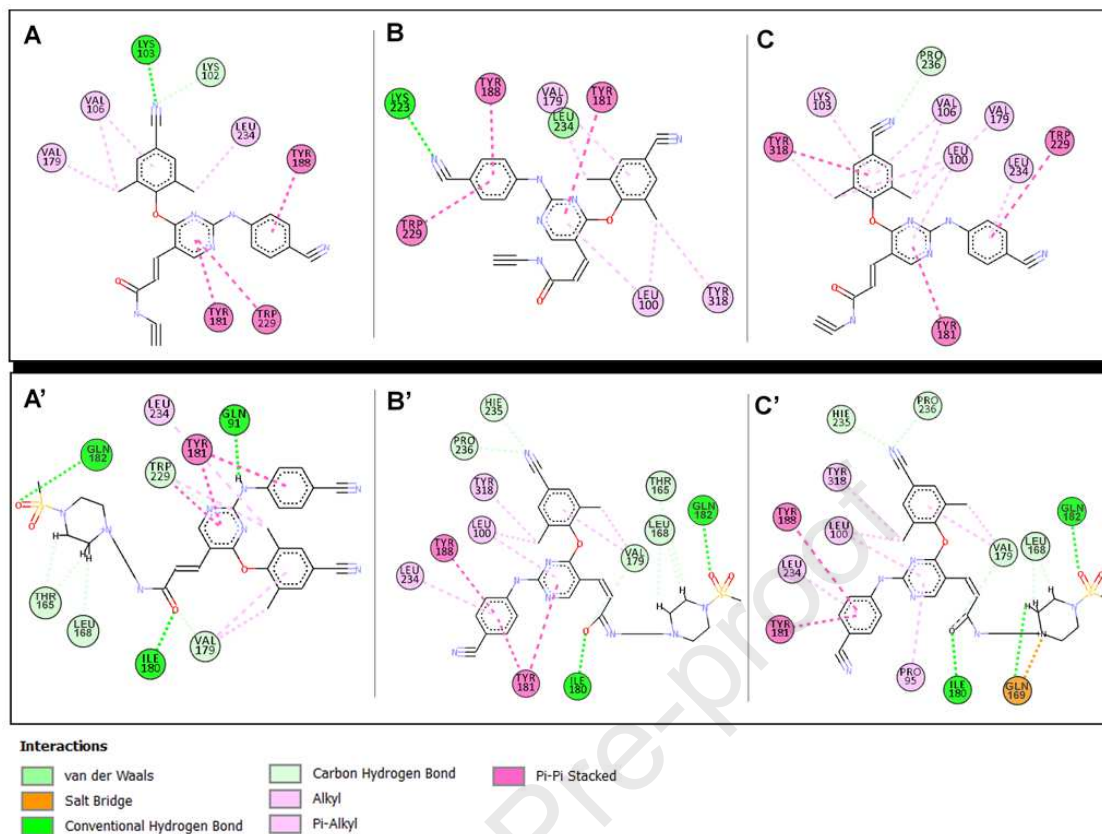 A
LYS
103
LYS
102
VAL
106
LEU
234
VAL
179
TYR
188
N
N
O
N
N
N
O
N
N
TYR
181
TRP
229
B
LYS
223
TYR
188
VAL
179
TYR
181
LEU
234
N
N
N
N
N
O
TRP
229
N
O
LEU
100
TYR
318
C
PRO
236
LYS
103
VAL
106
VAL
179
TYR
318
LEU
100
TRP
229
LEU
234
N
O
N
N
N
N
O
N
TYR
181
A'
LEU
234
GLN
91
TYR
181
GLN
182
TRP
229
H
N
N
N
N
O
S
O
O
N
N
H
H
N
O
N
THR
165
LEU
168
O
ILE
180
VAL
179
B'
HIE
235
PRO
236
N
THR
165
TYR
318
LEU
168
GLN
182
LEU
100
TYR
188
VAL
179
LEU
234
O
N
N
N
N
O
N
H
H
N
N
O
S
O
TYR
181
ILE
180
C'
HIE
235
PRO
236
N
TYR
318
GLN
182
TYR
188
LEU
100
LEU
168
VAL
179
LEU
234
O
N
N
N
TYR
181
N
O
N
H
H
N
N
O
S
O
PRO
95
ILE
180
GLN
169
Pre-proof
Interactions
van der Waals
Salt Bridge
Conventional Hydrogen Bond
Carbon Hydrogen Bond
Alkyl
Pi-Alkyl
Pi-Pi Stacked